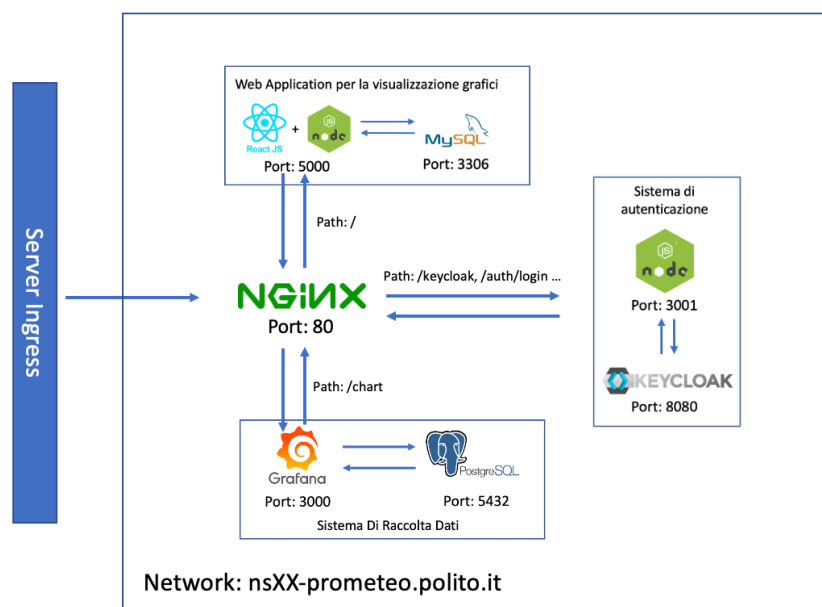 Server Ingress
Web Application per la visualizzazione grafici
React JS
+
JS
node
MySQL
Port: 5000
Port: 3306
Path: /
NGINX
Port: 80
Path: /keycloak, /auth/login ...
Sistema di
autenticazione
JS
node
Port: 3001
KEYCLOAK
Port: 8080
Path: /chart
Grafana
PostgreSQL
Port: 3000
Port: 5432
Sistema Di Raccolta Dati
Network: nsXX-prometeo.polito.it